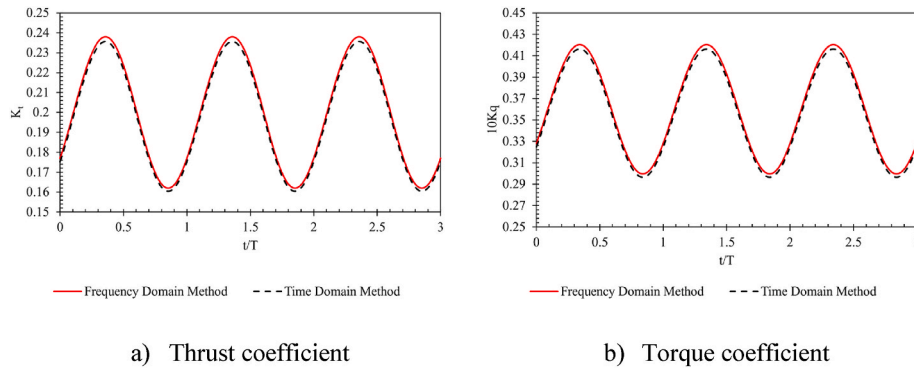 0.25
0.24
0.23
0.22
0.21
0.2
0.19
0.18
0.17
0.16
0.15
Kt
0 0.5 1 1.5 2 2.5 3
t/T
Frequency Domain Method Time Domain Method
a) Thrust coefficient
0.45
0.43
0.41
0.39
0.37
0.35
0.33
0.31
0.29
0.27
0.25
10Kq
0 0.5 1 1.5 2 2.5 3
t/T
Frequency Domain Method Time Domain Method
b) Torque coefficient